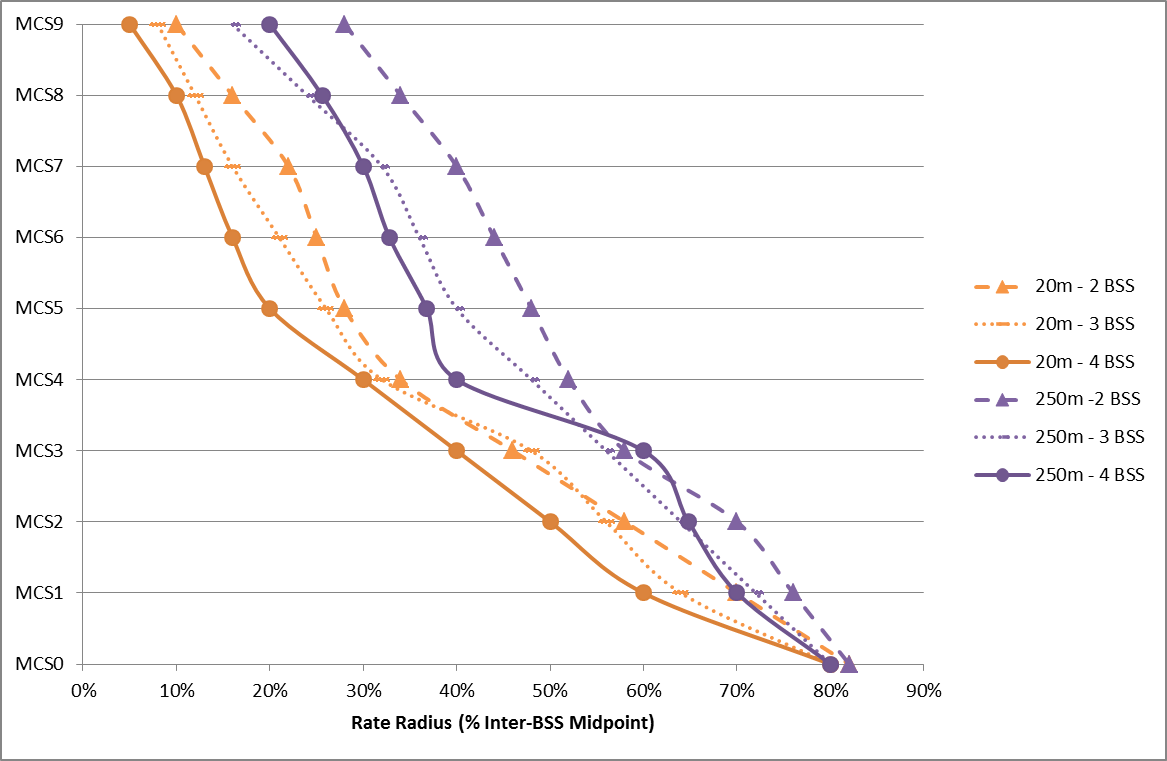 MCS9
MCS8
MCS7
MCS6
MCS5
MCS4
MCS3
MCS2
MCS1
MCS0
0% 10% 20% 30% 40% 50% 60% 70% 80% 90%
Rate Radius (% Inter-BSS Midpoint)
20m - 2 BSS
20m - 3 BSS
20m - 4 BSS
250m -2 BSS
250m - 3 BSS
250m - 4 BSS